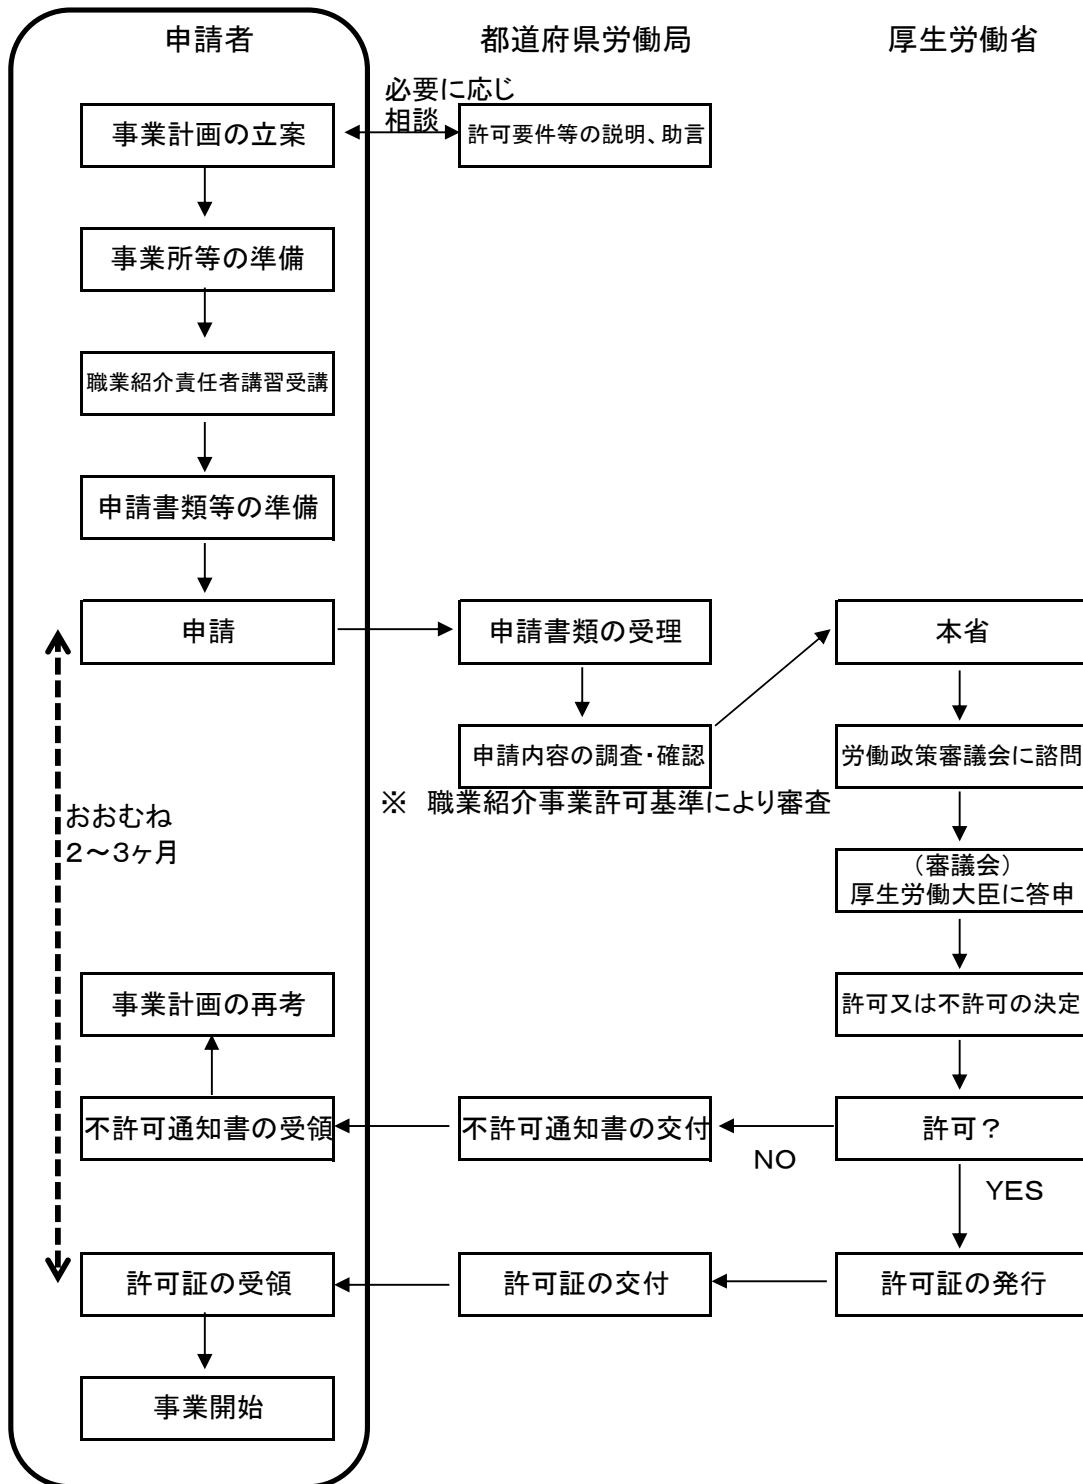 申請者
都道府県労働局
厚生労働省
必要に応じ
相談
事業計画の立案
許可要件等の説明、助言
事業所等の準備
職業紹介責任者講習受講
申請書類等の準備
申請
申請書類の受理
本省
申請内容の調査・確認
労働政策審議会に諮問
※　職業紹介事業許可基準により審査
おおむね
２～３ヶ月
（審議会）
厚生労働大臣に答申
事業計画の再考
許可又は不許可の決定
不許可通知書の受領
不許可通知書の交付
許可？
NO
YES
許可証の受領
許可証の交付
許可証の発行
事業開始